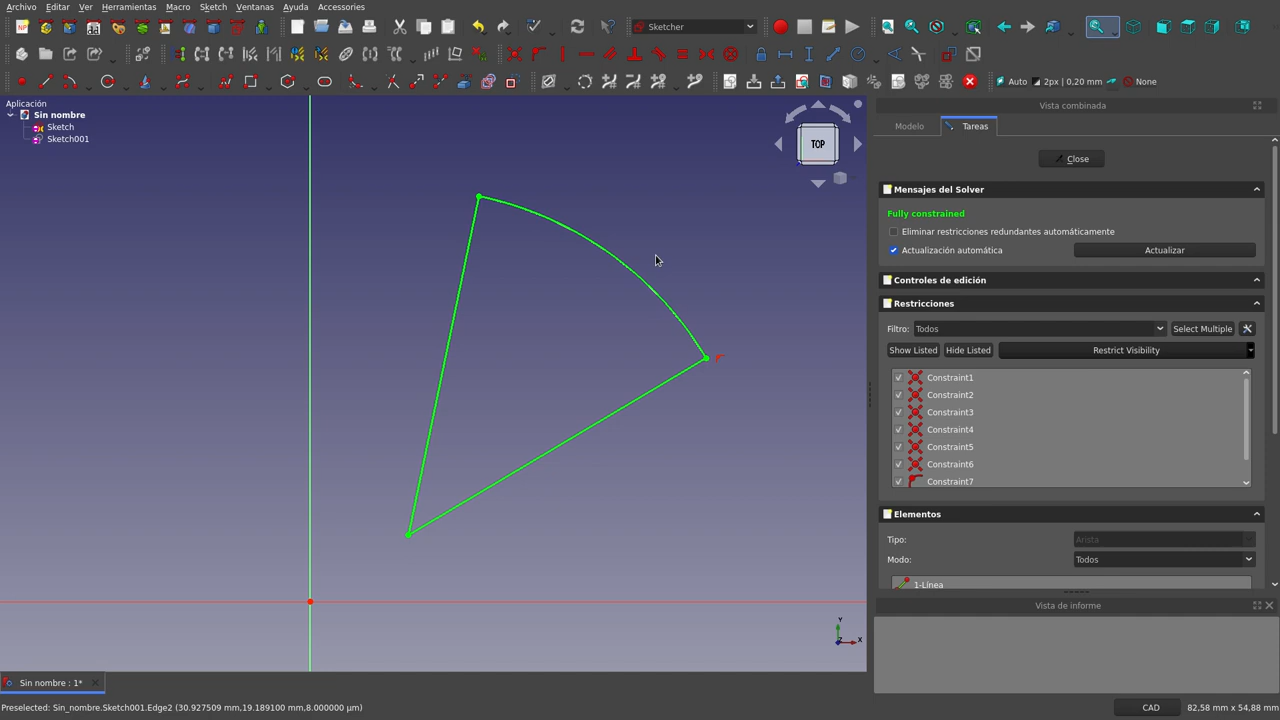 Archivo Editar Ver Herramientas Macro Sketch Ventanas Ayuda Accessories
Sketcher
Auto 2px | 0.20 mm None
Aplicación
Sin nombre
Sketch
Sketch001
TOP
Y
Z
X
Sin nombre : 1*
Vista combinada
Modelo Tareas
Close
Mensajes del Solver
Fully constrained
Eliminar restricciones redundantes automáticamente
Actualización automática Actualizar
Controles de edición
Restricciones
Filtro: Todos Select Multiple
Show Listed Hide Listed Restrict Visibility
Constraint1
Constraint2
Constraint3
Constraint4
Constraint5
Constraint6
Constraint7
Elementos
Tipo: Arista
Modo: Todos
1-Línea
Vista de informe
Preselected: Sin_nombre.Sketch001.Edge2 (30.927509 mm,19.189100 mm,8.000000 µm) CAD 82,58 mm x 54,88 mm